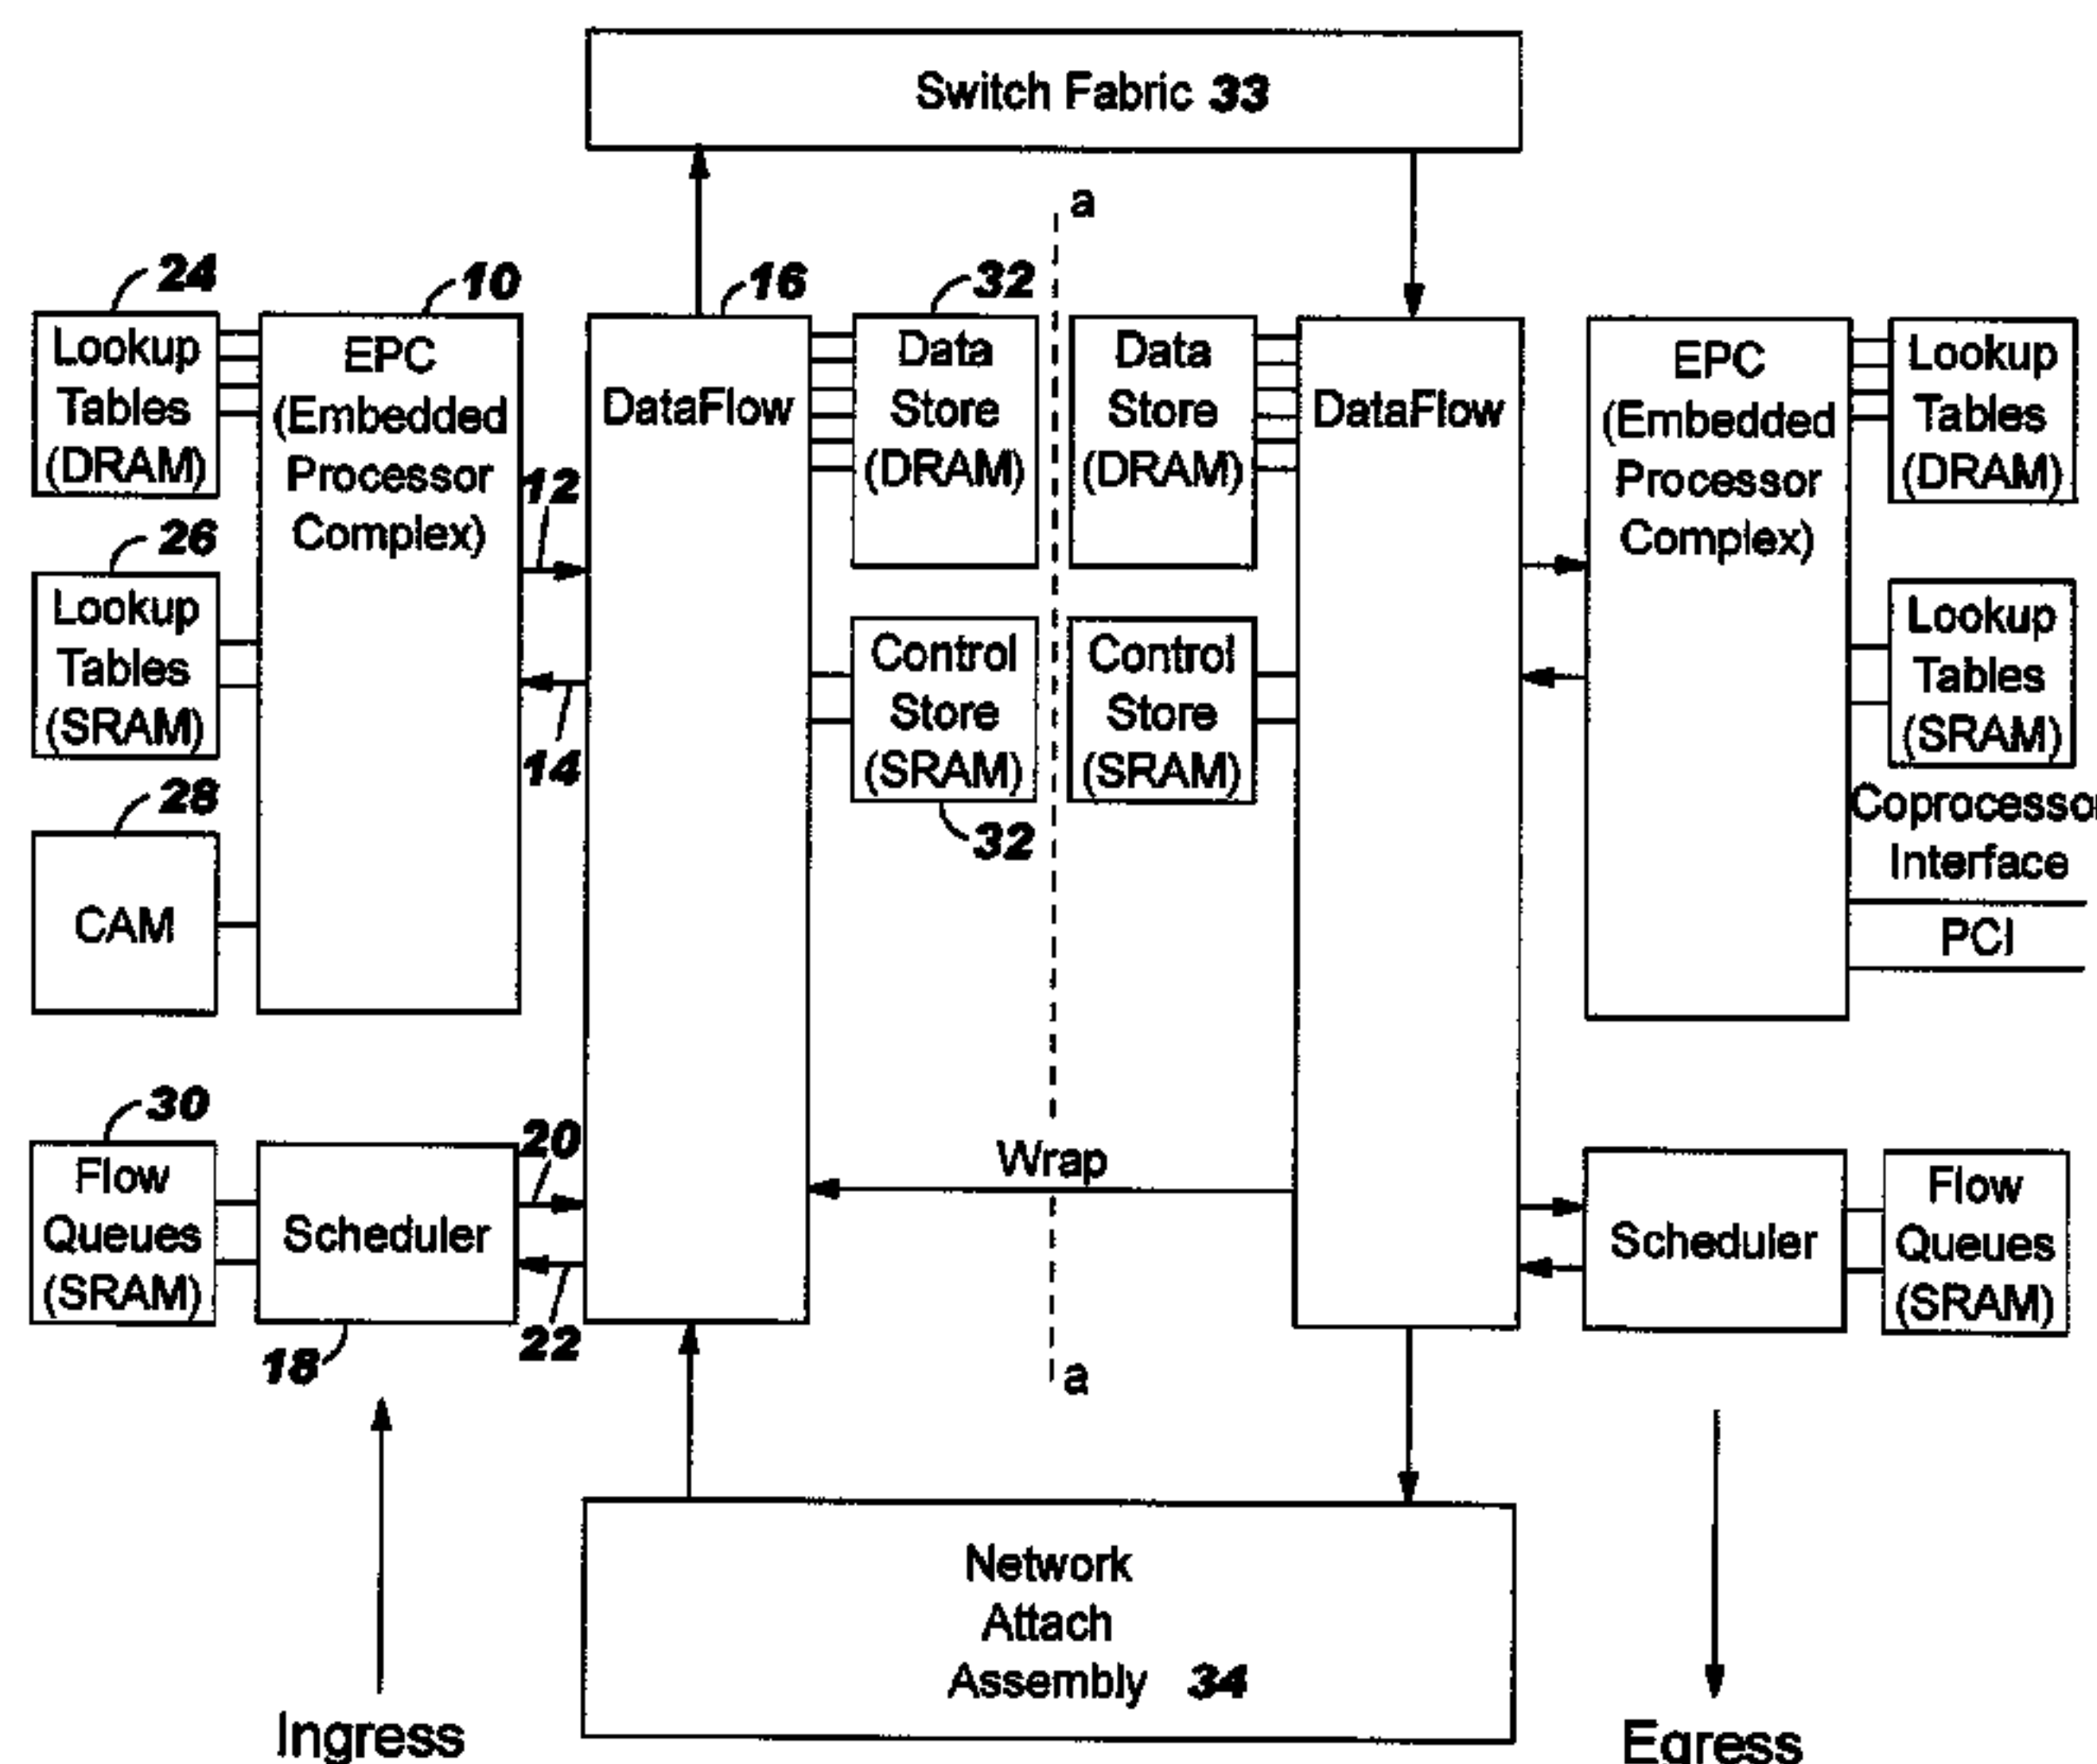 Switch Fabric 33
a
24
10
16
32
Lookup
Tables
(DRAM)
EPC
(Embedded
Processor
Complex)
DataFlow
Data
Store
(DRAM)
Data
Store
(DRAM)
DataFlow
EPC
(Embedded
Processor
Complex)
Lookup
Tables
(DRAM)
12
26
Lookup
Tables
(SRAM)
14
Control
Store
(SRAM)
32
Control
Store
(SRAM)
Lookup
Tables
(SRAM)
Coprocessor
Interface
PCI
28
CAM
30
Flow
Queues
(SRAM)
Scheduler
18
20
22
Wrap
Scheduler
Flow
Queues
(SRAM)
a
Network
Attach
Assembly 34
Ingress
Egress